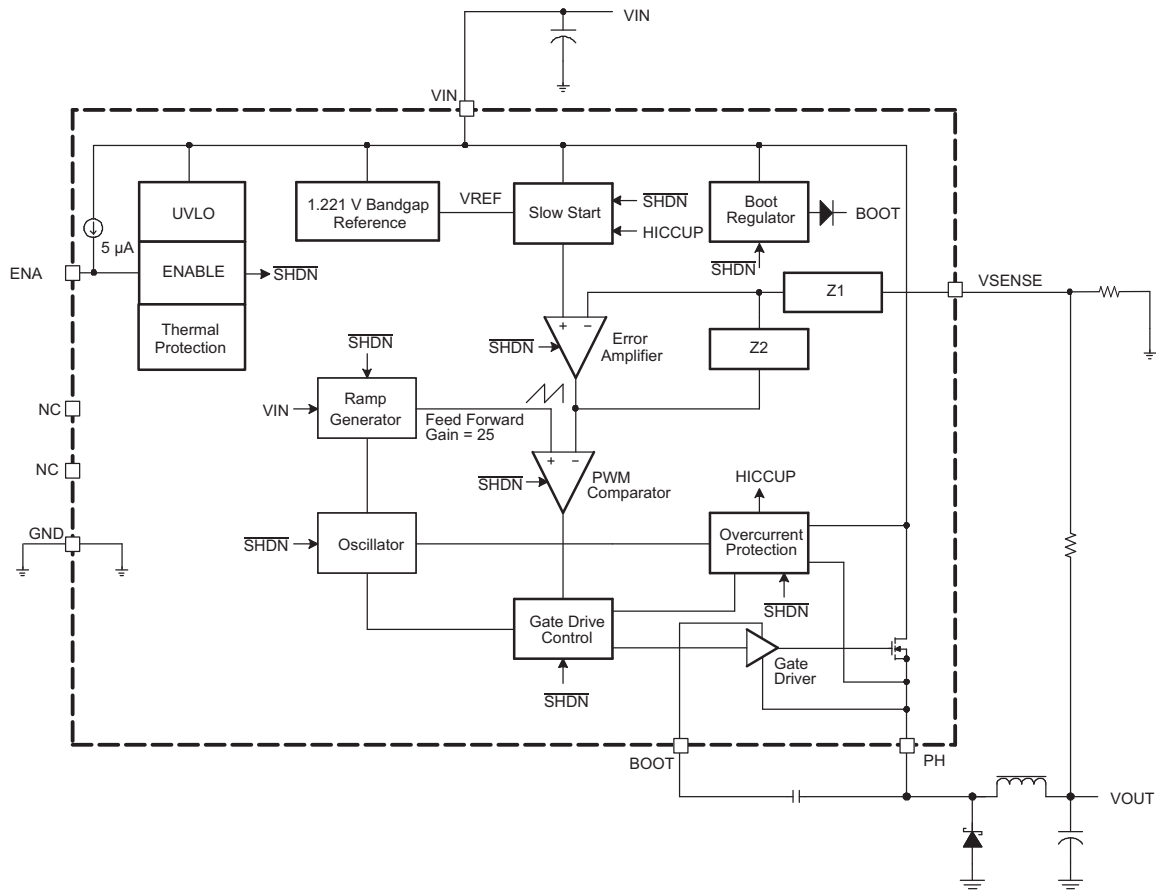 VIN
VIN
UVLO
1.221 V Bandgap
Reference
VREF
Slow Start
SHDN
HICCUP
Boot
Regulator
BOOT
SHDN
5 µA
ENA
ENABLE
SHDN
Thermal
Protection
Z1
VSENSE
Z2
+ −
Error
Amplifier
SHDN
SHDN
NC
VIN
Ramp
Generator
Feed Forward
Gain = 25
+ −
SHDN
PWM
Comparator
NC
HICCUP
GND
SHDN
Oscillator
Overcurrent
Protection
SHDN
Gate Drive
Control
SHDN
Gate
Driver
BOOT
PH
VOUT